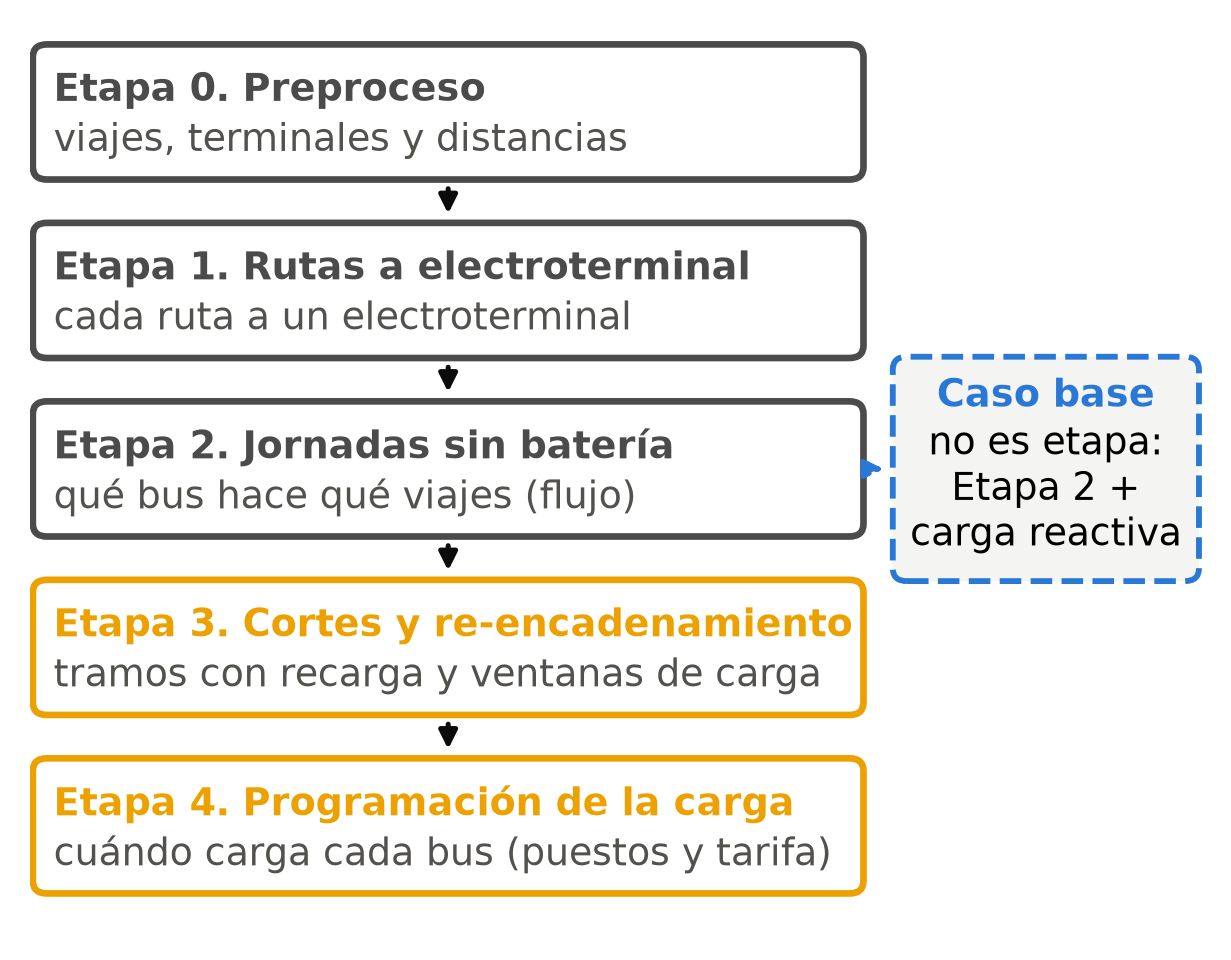 Etapa 0. Preproceso
viajes, terminales y distancias
Etapa 1. Rutas a electroterminal
cada ruta a un electroterminal
Etapa 2. Jornadas sin batería
qué bus hace qué viajes (flujo)
Caso base
no es etapa:
Etapa 2 +
carga reactiva
Etapa 3. Cortes y re-encadenamiento
tramos con recarga y ventanas de carga
Etapa 4. Programación de la carga
cuándo carga cada bus (puestos y tarifa)